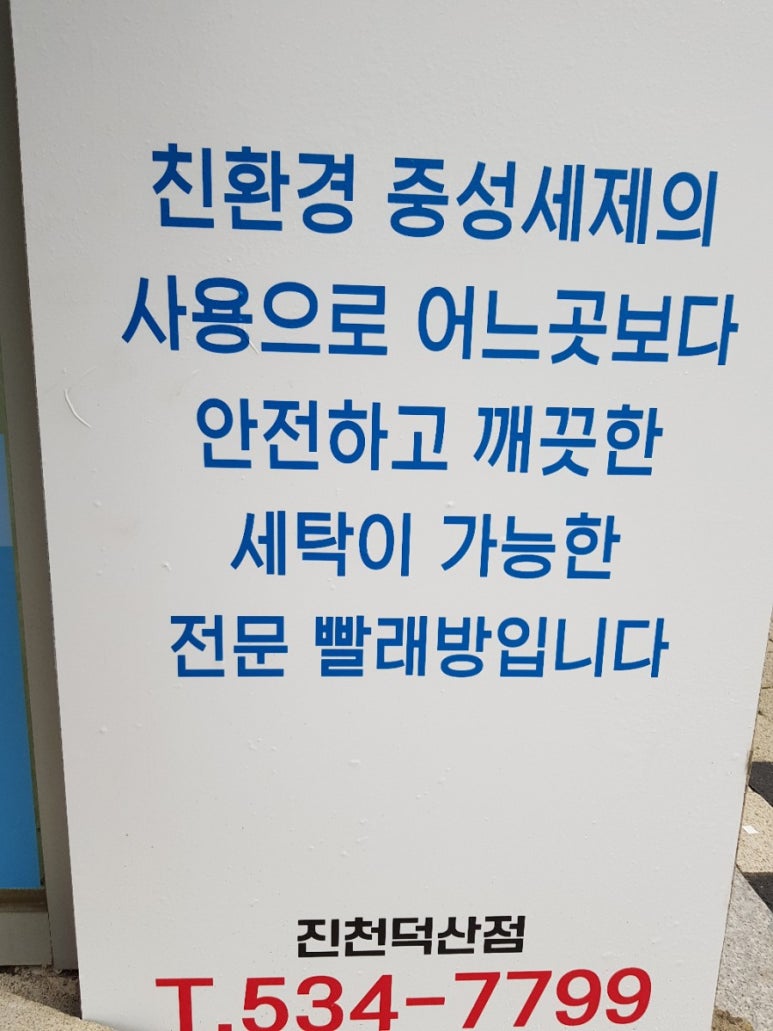 친환경 중성세제의
사용으로 어느곳보다
안전하고 깨끗한
세탁이 가능한
전문 빨래방입니다
진천덕산점
T.534-7799